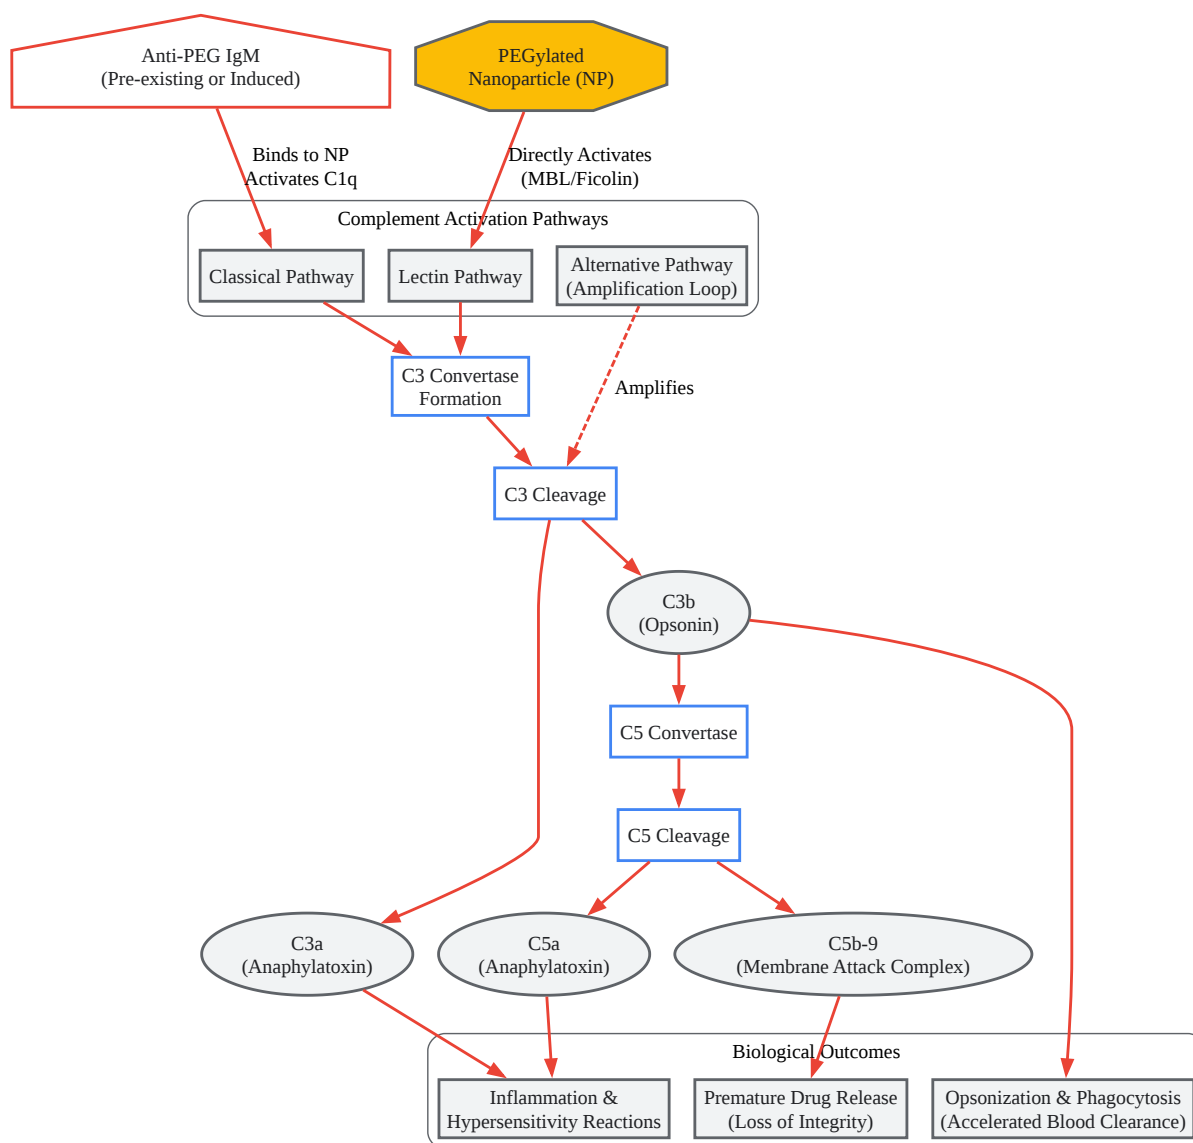 Anti-PEG IgM
(Pre-existing or Induced)
PEGylated
Nanoparticle (NP)
Binds to NP
Activates C1q
Directly Activates
(MBL/Ficolin)
Complement Activation Pathways
Classical Pathway
Lectin Pathway
Alternative Pathway
(Amplification Loop)
C3 Convertase
Formation
Amplifies
C3 Cleavage
C3b
(Opsonin)
C5 Convertase
C5 Cleavage
C3a
(Anaphylatoxin)
C5a
(Anaphylatoxin)
C5b-9
(Membrane Attack Complex)
Biological Outcomes
Inflammation &
Hypersensitivity Reactions
Premature Drug Release
(Loss of Integrity)
Opsonization & Phagocytosis
(Accelerated Blood Clearance)